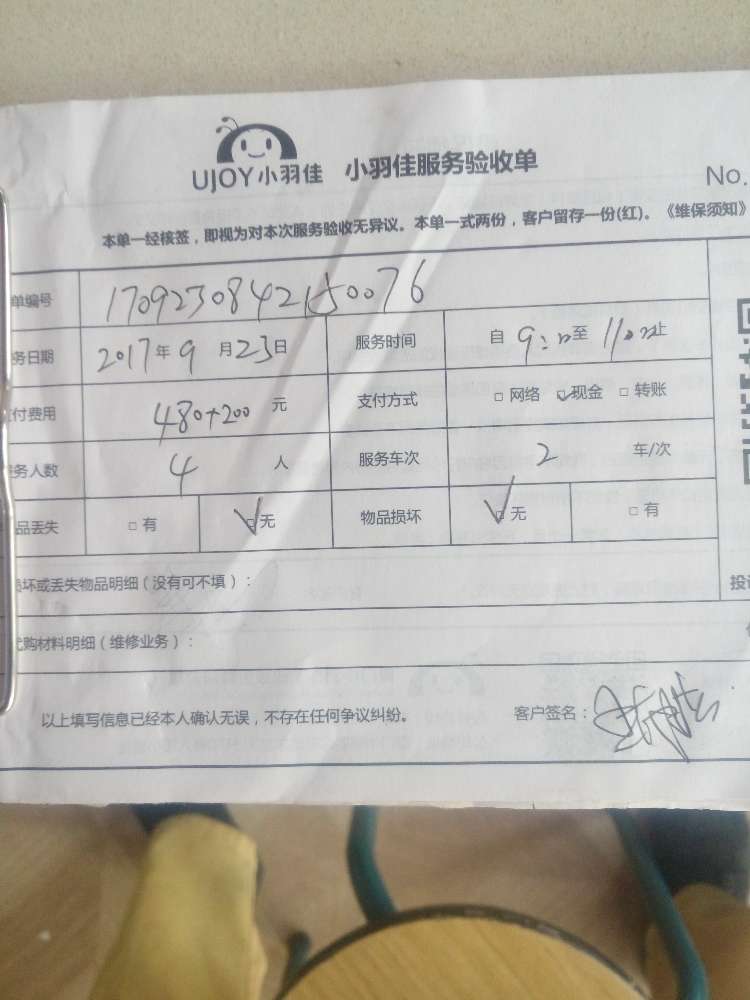 UJOY小羽佳 小羽佳服务验收单
No.
本单一经核签，即视为对本次服务验收无异议。本单一式两份，客户留存一份(红)。《维保须知》
单编号 1709230842150076
务日期 2017年9月23日 服务时间 自9:00至11:00止
付费用 480+200元 支付方式 □网络 ☑现金 □转账
务人数 4人 服务车次 2车/次
品丢失 □有 ☑无 物品损坏 ☑无 □有
损坏或丢失物品明细（没有可不填）：
投诉
代购材料明细（维修业务）：
以上填写信息已经本人确认无误，不存在任何争议纠纷。 客户签名：